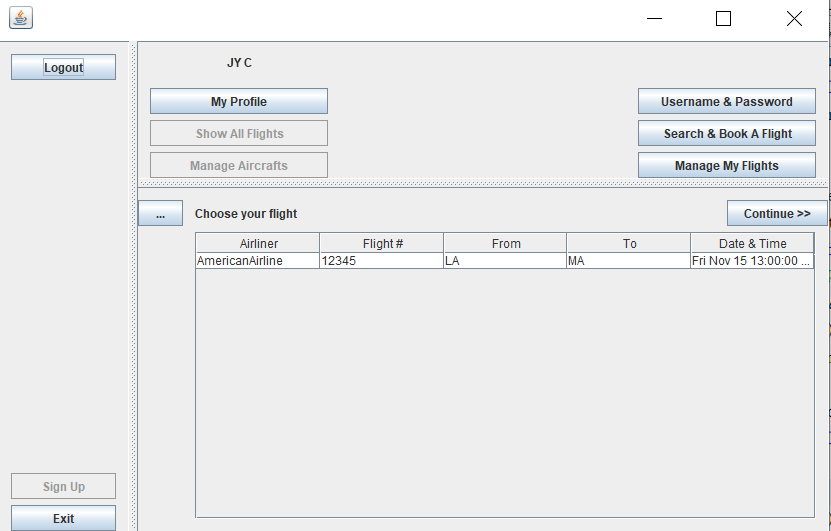 JY C
Logout
My Profile
Username & Password
Show All Flights
Search & Book A Flight
Manage Aircrafts
Manage My Flights
...
Choose your flight
Continue >>
Airliner Flight # From To Date & Time
AmericanAirline 12345 LA MA Fri Nov 15 13:00:00 ...
Sign Up
Exit